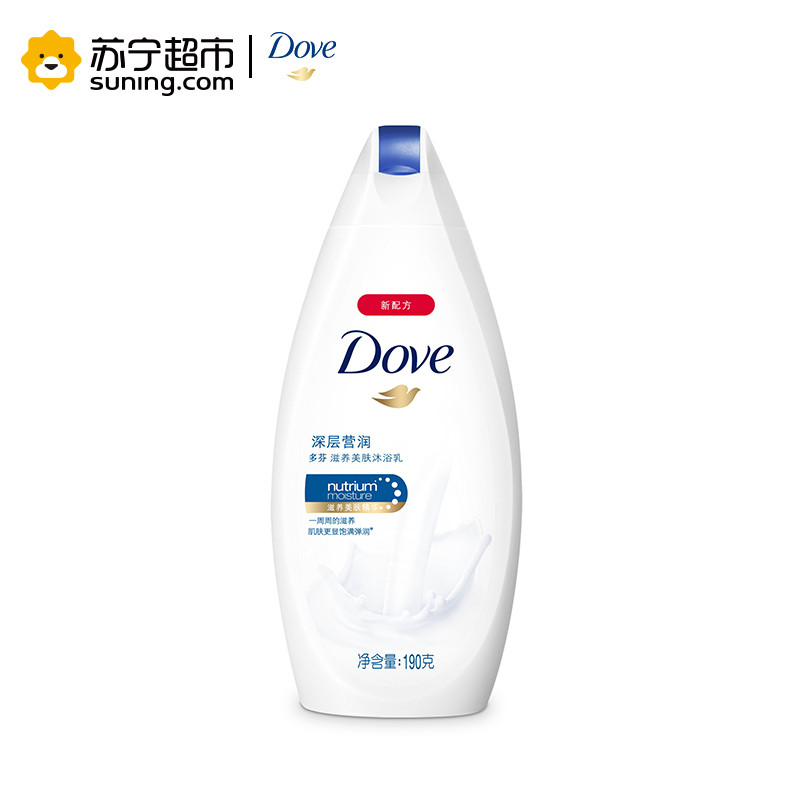 苏宁超市
suning.com
Dove
新配方
Dove
深层营润
多芬 滋养美肤沐浴乳
nutrium
moisture
滋养美肤精华
一周周的滋养
肌肤更显饱满弹润*
净含量:190克